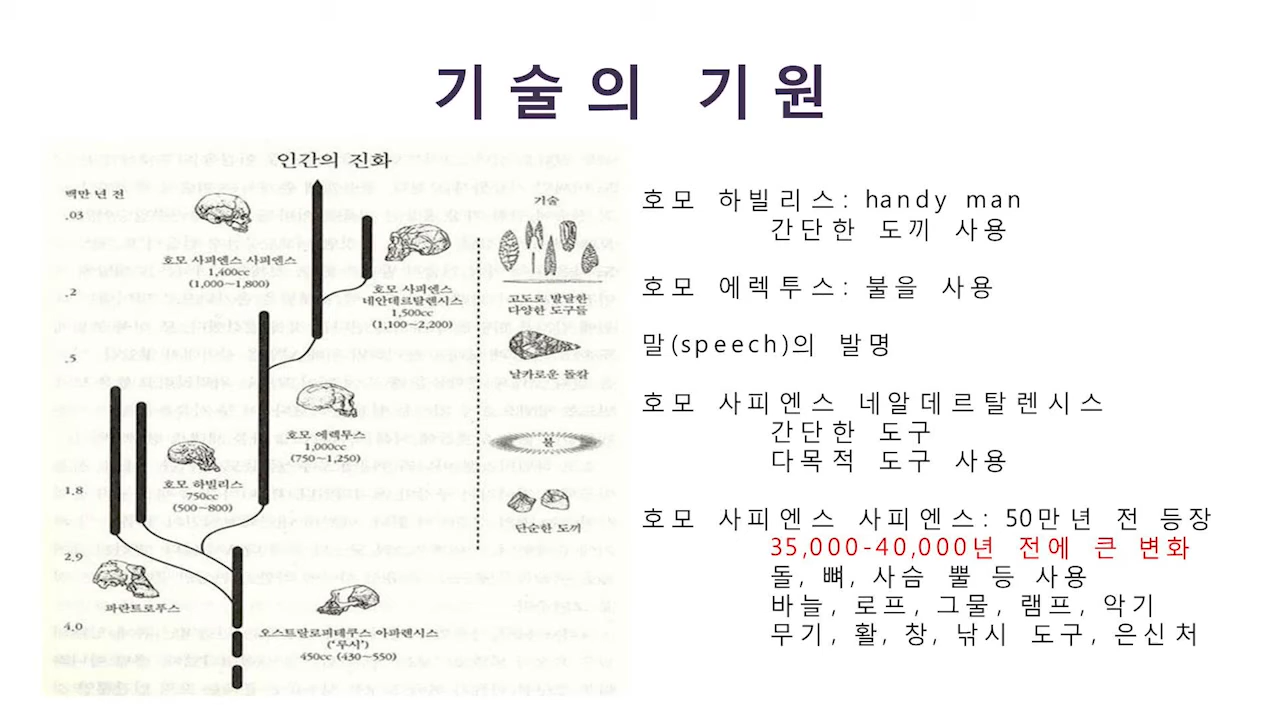 기술의 기원
인간의 진화
백만 년 전
.03
호모 사피엔스 사피엔스
1,400cc
(1,000~1,800)
.2
호모 사피엔스
네안데르탈렌시스
1,500cc
(1,100~2,200)
.5
호모 에렉투스
1,000cc
(750~1,250)
호모 하빌리스
750cc
(500~800)
1.8
2.9
파란트로푸스
4.0
오스트랄로피테쿠스 아파렌시스
('루시')
450cc (430~550)
기술
고도로 발달한
다양한 도구들
날카로운 돌칼
불
단순한 도끼
호모 하빌리스: handy man
간단한 도끼 사용
호모 에렉투스: 불을 사용
말(speech)의 발명
호모 사피엔스 네알데르탈렌시스
간단한 도구
다목적 도구 사용
호모 사피엔스 사피엔스: 50만년 전 등장
35,000-40,000년 전에 큰 변화
돌, 뼈, 사슴 뿔 등 사용
바늘, 로프, 그물, 램프, 악기
무기, 활, 창, 낚시 도구, 은신처